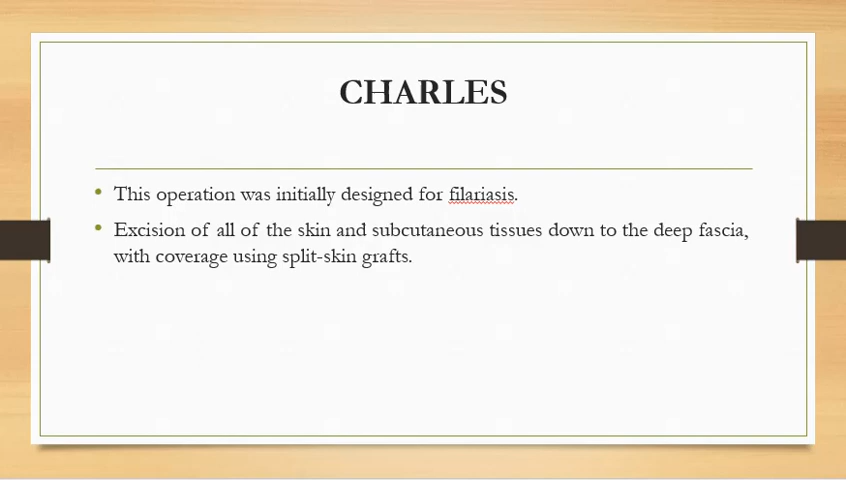 CHARLES
• This operation was initially designed for filariasis.
• Excision of all of the skin and subcutaneous tissues down to the deep fascia,
with coverage using split-skin grafts.